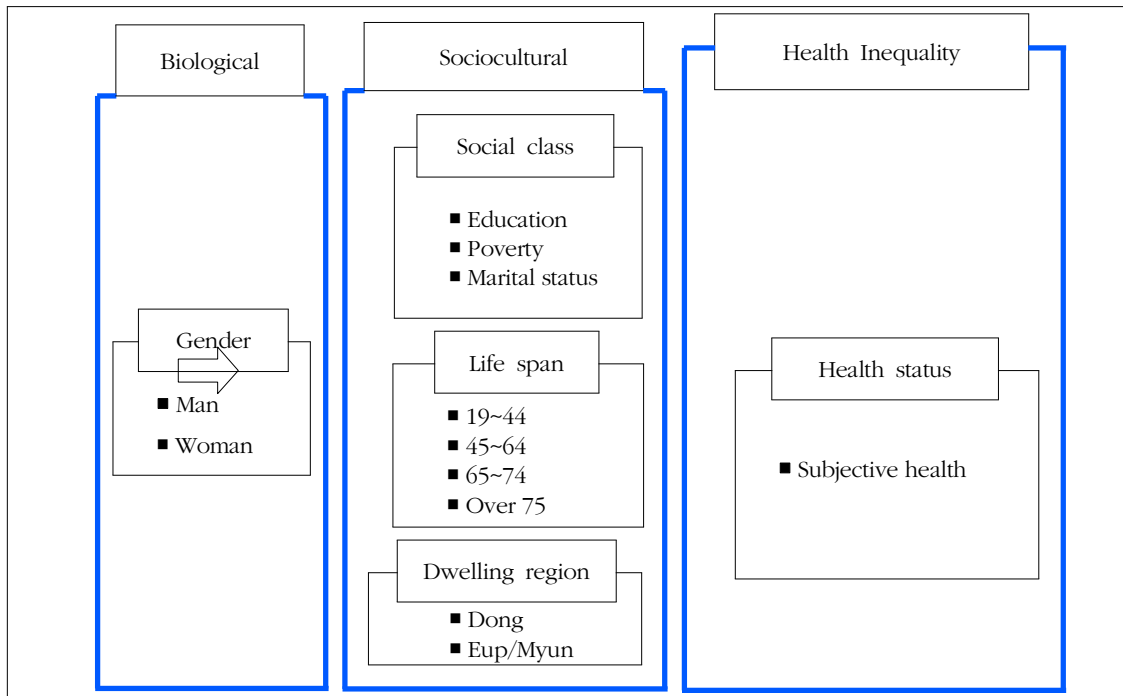 Biological
Gender
■ Man
■ Woman
Sociocultural
Social class
■ Education
■ Poverty
■ Marital status
Life span
■ 19~44
■ 45~64
■ 65~74
■ Over 75
Dwelling region
■ Dong
■ Eup/Myun
Health Inequality
Health status
■ Subjective health